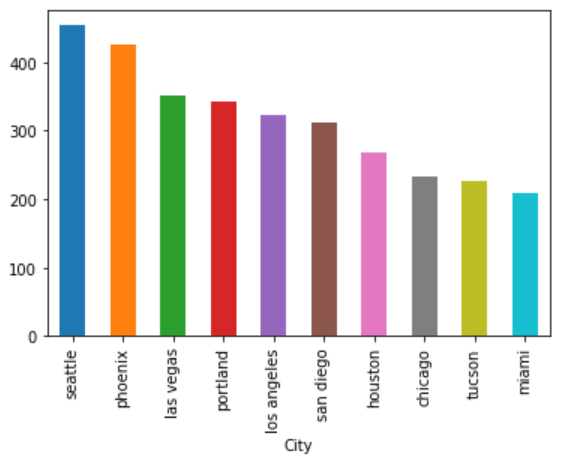 400
300
200
100
0
seattle
phoenix
las vegas
portland
los angeles
san diego
houston
chicago
tucson
miami
City